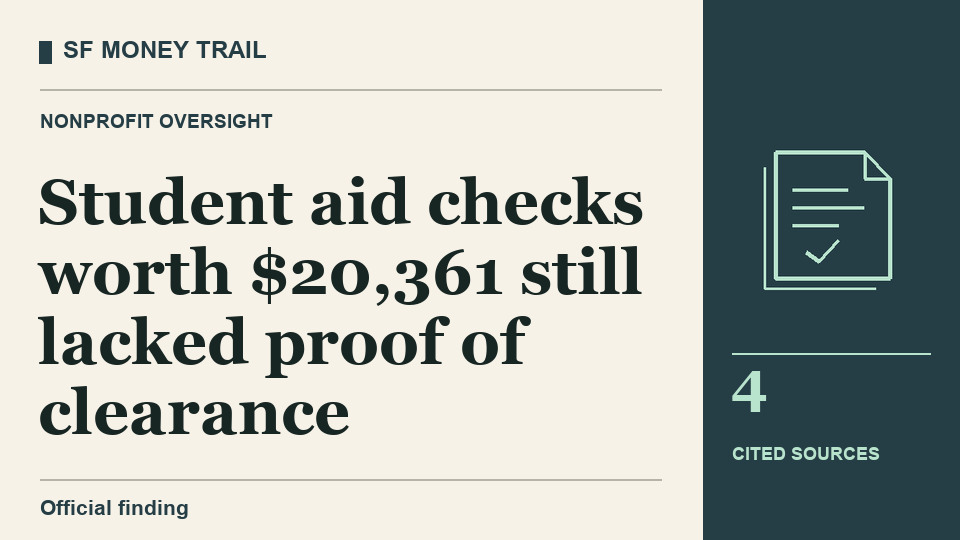 SF MONEY TRAIL
NONPROFIT OVERSIGHT
Student aid checks
worth $20,361 still
lacked proof of
clearance
Official finding
4
CITED SOURCES